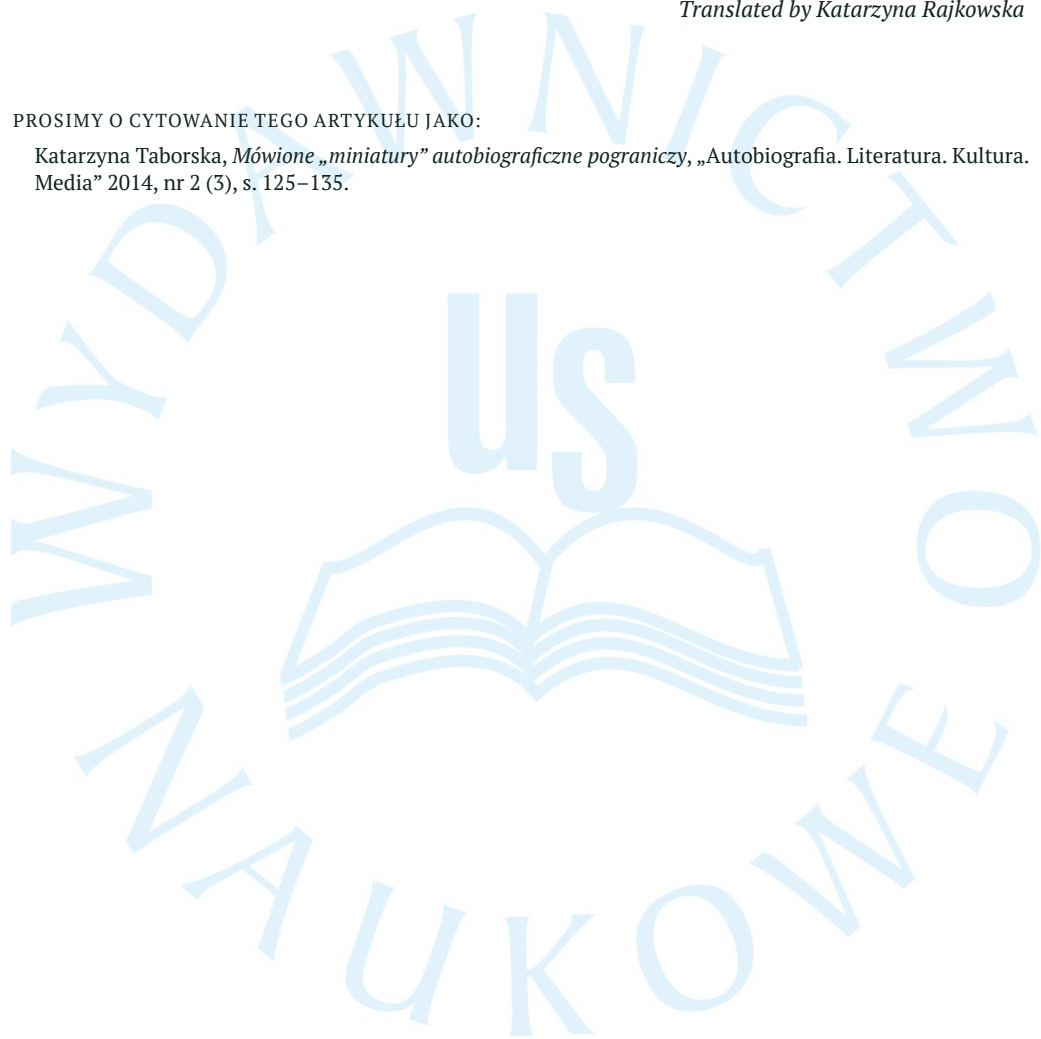 Translated by Katarzyna Rajkowska
PROSIMY O CYTOWANIE TEGO ARTYKUŁU JAKO:
Katarzyna Taborska, Mówione „miniatury” autobiograficzne pograniczy, „Autobiografia. Literatura. Kultura.
Media” 2014, nr 2 (3), s. 125–135.
WYDAWNICTWO
US
NAUKOWE